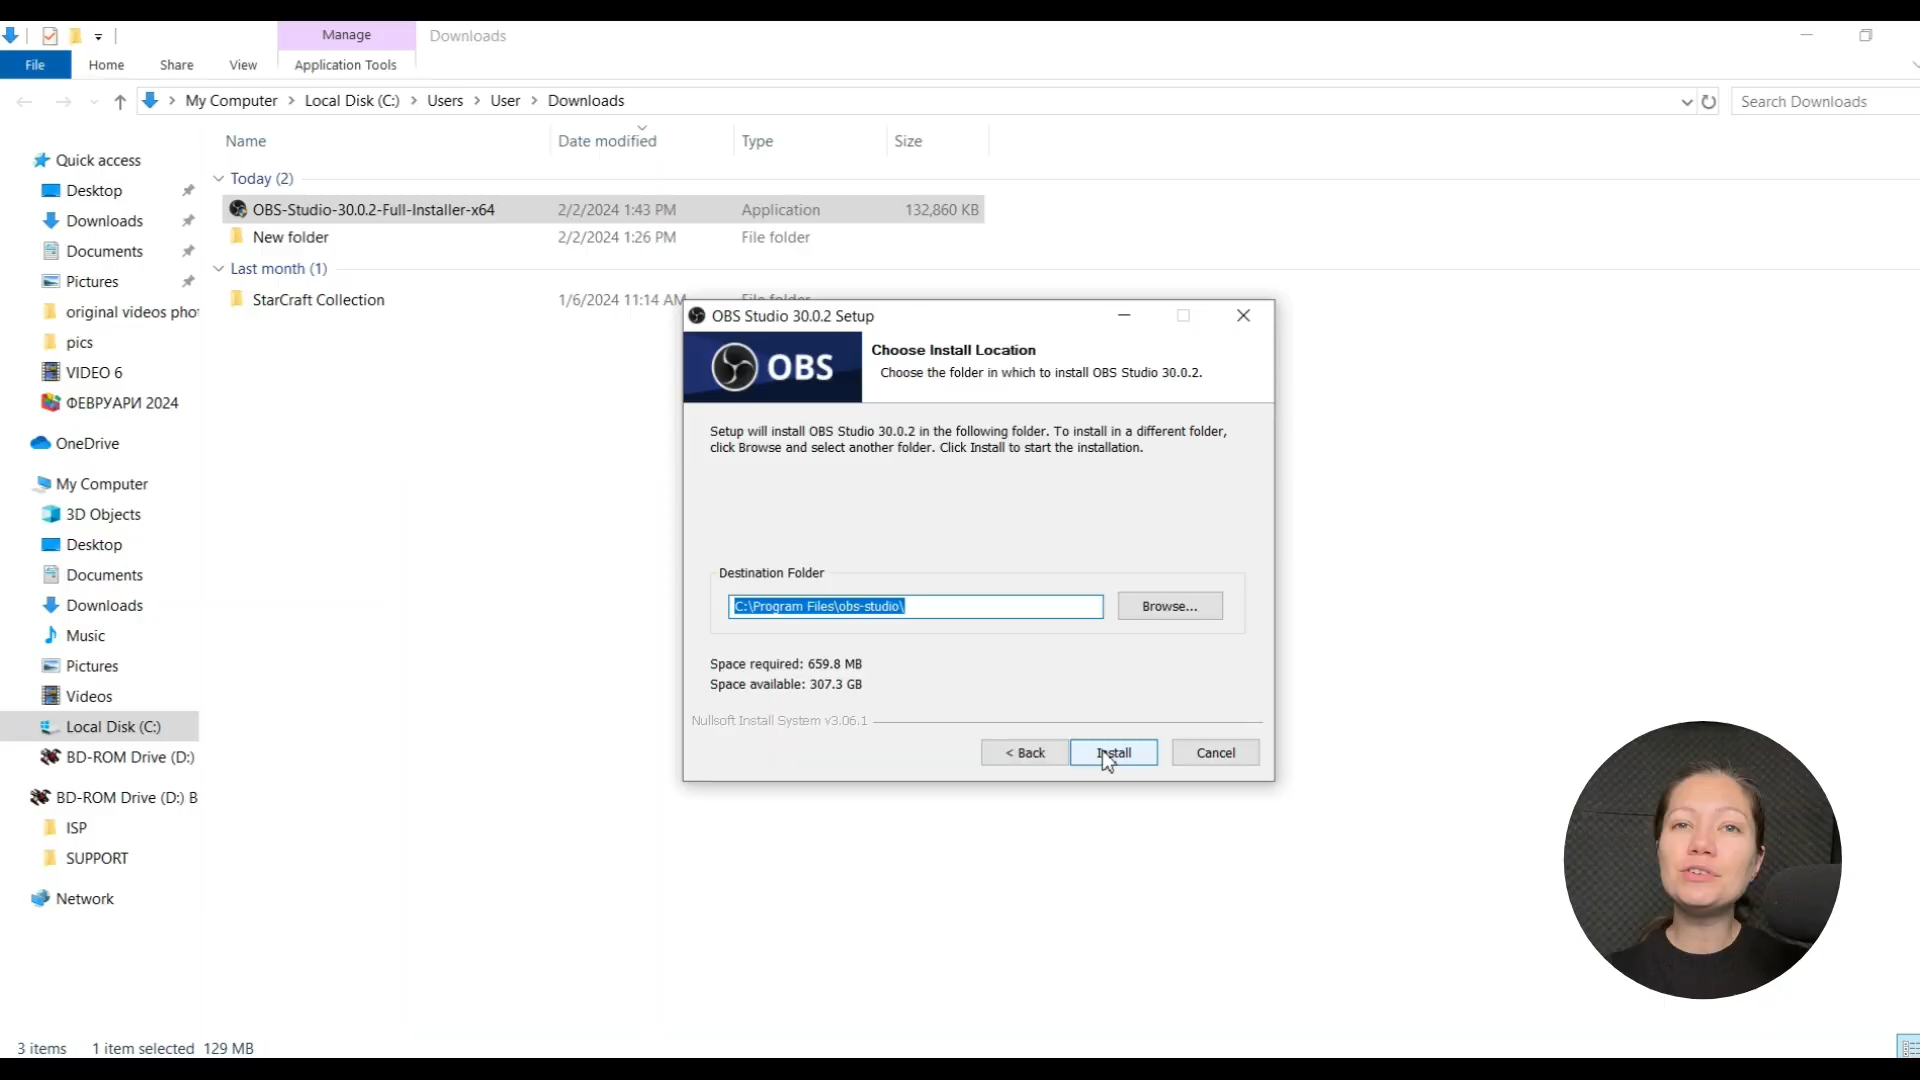 Manage
Downloads
File
Home
Share
View
Application Tools
My Computer > Local Disk (C:) > Users > User > Downloads
Search Downloads
Name
Date modified
Type
Size
Quick access
Desktop
Downloads
Documents
Pictures
original videos phot
pics
VIDEO 6
ФЕВРУАРИ 2024
OneDrive
My Computer
3D Objects
Desktop
Documents
Downloads
Music
Pictures
Videos
Local Disk (C:)
BD-ROM Drive (D:)
BD-ROM Drive (D:) B
ISP
SUPPORT
Network
Today (2)
OBS-Studio-30.0.2-Full-Installer-x64 2/2/2024 1:43 PM Application 132,860 KB
New folder 2/2/2024 1:26 PM File folder
Last month (1)
StarCraft Collection 1/6/2024 11:14 AM File folder
OBS Studio 30.0.2 Setup
OBS
Choose Install Location
Choose the folder in which to install OBS Studio 30.0.2.
Setup will install OBS Studio 30.0.2 in the following folder. To install in a different folder,
click Browse and select another folder. Click Install to start the installation.
Destination Folder
C:\Program Files\obs-studio\
Browse...
Space required: 659.8 MB
Space available: 307.3 GB
Nullsoft Install System v3.06.1
< Back
Install
Cancel
3 items
1 item selected 129 MB